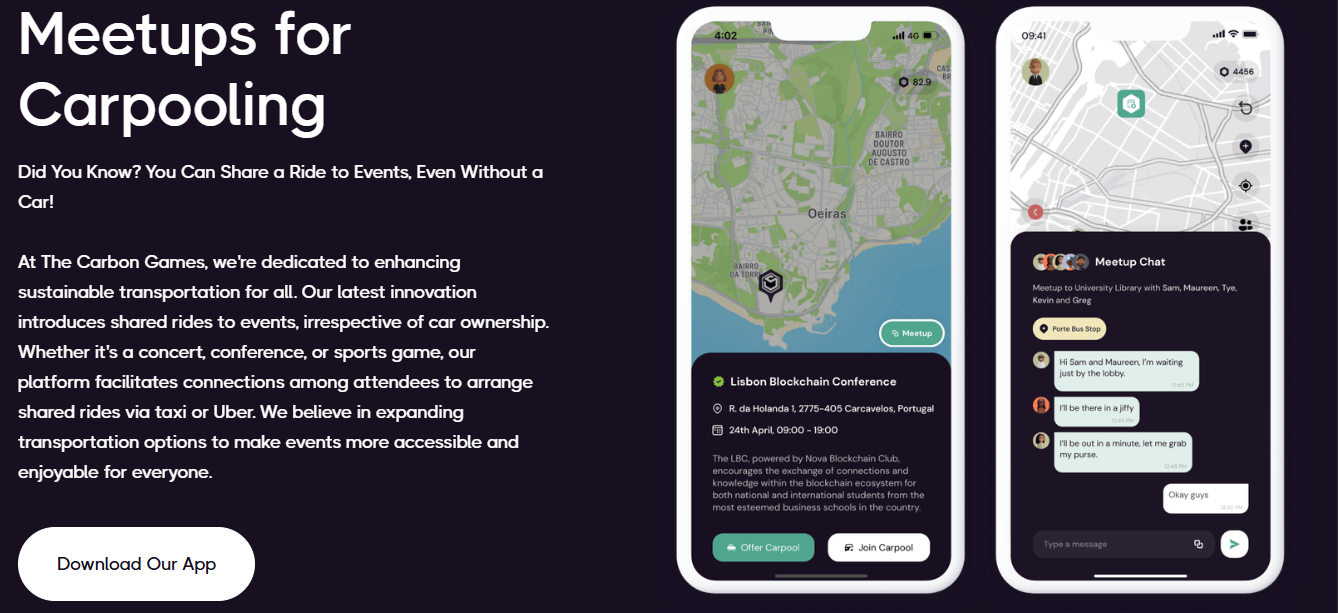 Meetups for
Carpooling
Did You Know? You Can Share a Ride to Events, Even Without a
Car!
At The Carbon Games, we're dedicated to enhancing
sustainable transportation for all. Our latest innovation
introduces shared rides to events, irrespective of car ownership.
Whether it's a concert, conference, or sports game, our
platform facilitates connections among attendees to arrange
shared rides via taxi or Uber. We believe in expanding
transportation options to make events more accessible and
enjoyable for everyone.
Download Our App
4:02
4G
82.9
BAIRRO
DOUTOR
AUGUSTO
DE CASTRO
Oeiras
BAIRRO
DA TORRE
Meetup
Lisbon Blockchain Conference
R. da Holanda 1, 2775-405 Carcavelos, Portugal
24th April, 09:00 - 19:00
The LBC, powered by Nova Blockchain Club,
encourages the exchange of connections and
knowledge within the blockchain ecosystem for
both national and international students from the
most esteemed business schools in the country.
Offer Carpool
Join Carpool
09:41
4456
Meetup Chat
Meetup to University Library with Sam, Maureen, Tye,
Kevin and Greg
Porte Bus Stop
Hi Sam and Maureen, I'm waiting
just by the lobby.
12:45 PM
I'll be there in a jiffy
12:45 PM
I'll be out in a minute, let me grab
my purse.
12:45 PM
Okay guys
12:45 PM
Type a message